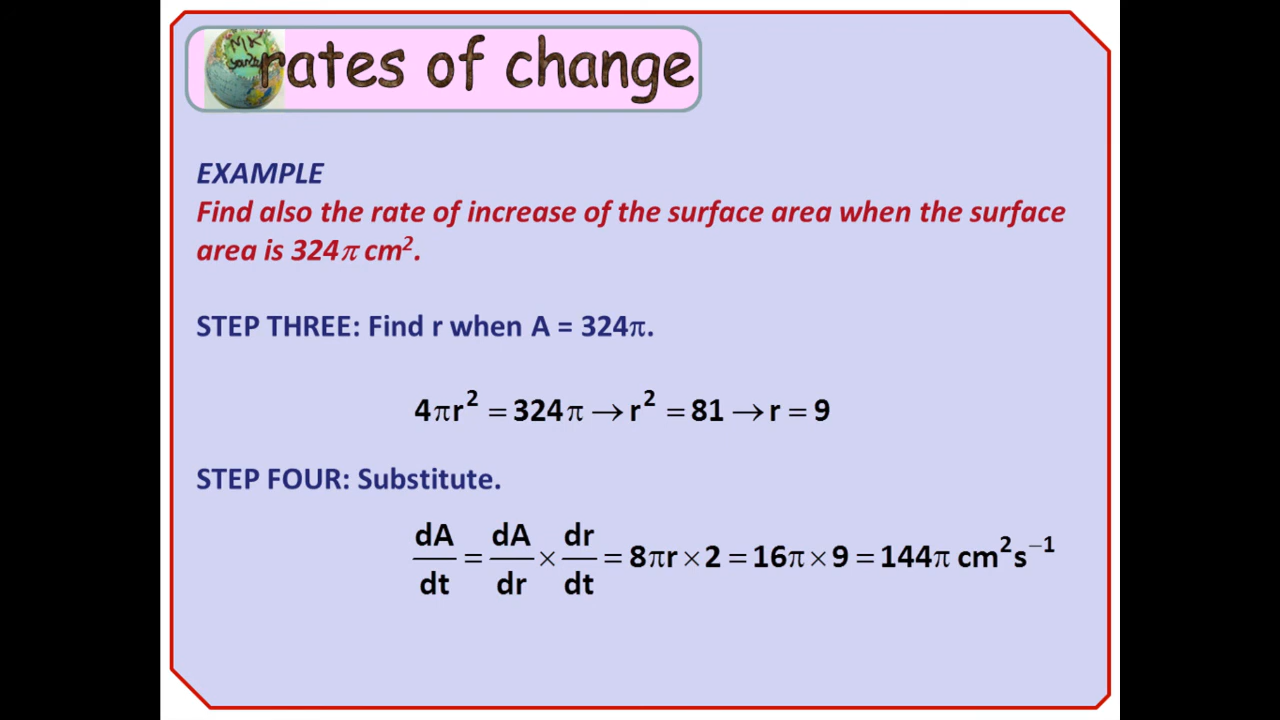 rates of change
EXAMPLE
Find also the rate of increase of the surface area when the surface
area is 324π cm².
STEP THREE: Find r when A = 324π.
4πr² = 324π → r² = 81 → r = 9
STEP FOUR: Substitute.
dA/dt = dA/dr × dr/dt = 8πr × 2 = 16π × 9 = 144π cm²s⁻¹